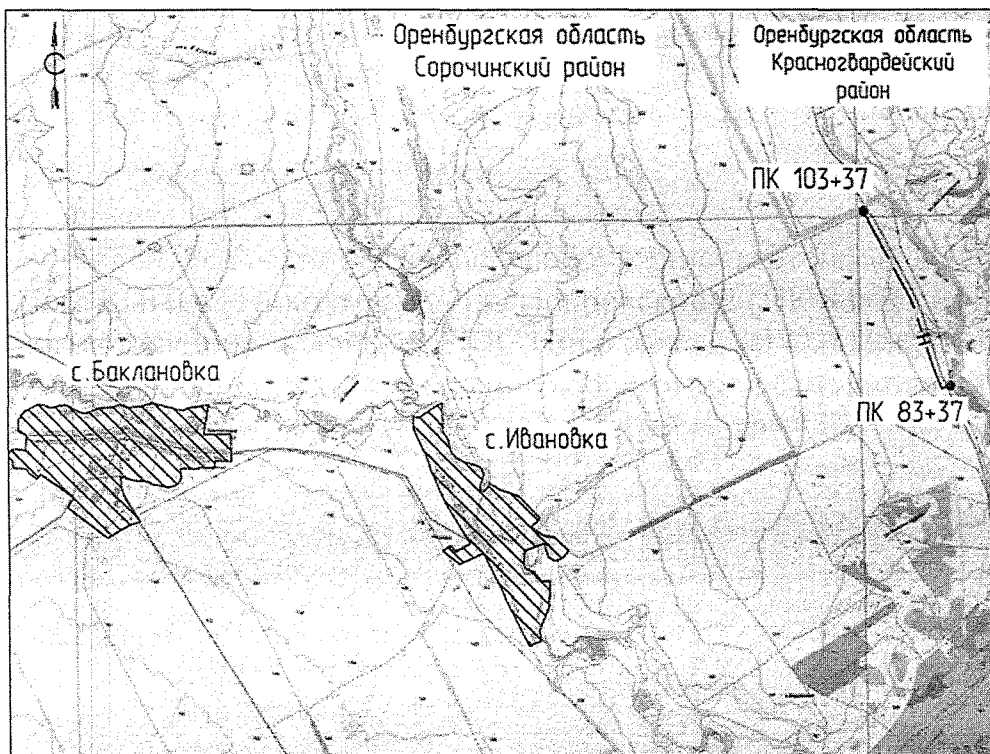 Оренбургская область
Сорочинский район
Оренбургская область
Красногвардейский
район
С
ПК 103+37
с.Баклановка
ПК 83+37
с.Ивановка
Н